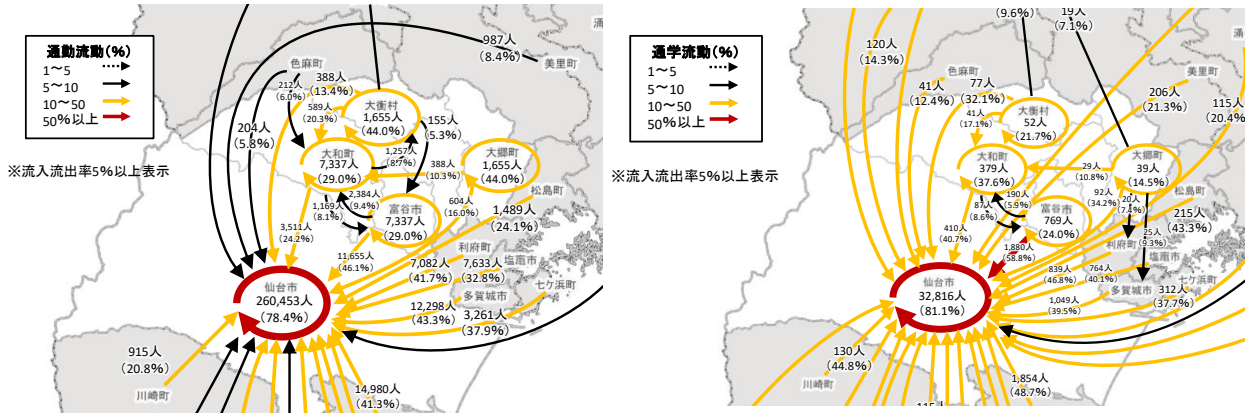 通勤流動(%)
1～5
5～10
10～50
50%以上
※流入流出率5%以上表示
987人
(8.4%)
美里町
涌
色麻町
212人
(6.0%)
388人
(13.4%)
589人
(20.3%)
大衡村
1,655人
(44.0%)
155人
(5.3%)
204人
(5.8%)
大和町
7,337人
(29.0%)
1,257人
(8.7%)
388人
(10.3%)
大郷町
1,655人
(44.0%)
松島町
2,384人
(9.4%)
1,169人
(8.1%)
富谷市
7,337人
(29.0%)
604人
(16.0%)
1,489人
(24.1%)
3,511人
(24.2%)
11,655人
(46.1%)
利府町
7,082人
(41.7%)
7,633人
(32.8%)
塩竈市
七ケ浜町
多賀城市
仙台市
260,453人
(78.4%)
12,298人
(43.3%)
3,261人
(37.9%)
915人
(20.8%)
川崎町
14,980人
(41.3%)
通学流動(%)
1～5
5～10
10～50
50%以上
※流入流出率5%以上表示
(9.6%)
19人
(7.1%)
120人
(14.3%)
涌
色麻町
美里町
41人
(12.4%)
77人
(32.1%)
41人
(17.1%)
大衡村
52人
(21.7%)
206人
(21.3%)
115人
(20.4%)
大和町
379人
(37.6%)
29人
(10.8%)
大郷町
39人
(14.5%)
松島町
190人
(5.9%)
87人
(8.6%)
92人
(34.2%)
20人
(7.4%)
富谷市
769人
(24.0%)
215人
(43.3%)
410人
(40.7%)
1,880人
(58.8%)
利府町
25人
(9.3%)
塩竈市
839人
(46.8%)
764人
(40.1%)
七ケ浜町
多賀城市
312人
(37.7%)
仙台市
32,816人
(81.1%)
1,049人
(39.5%)
130人
(44.8%)
川崎町
1,854人
(48.7%)
115人